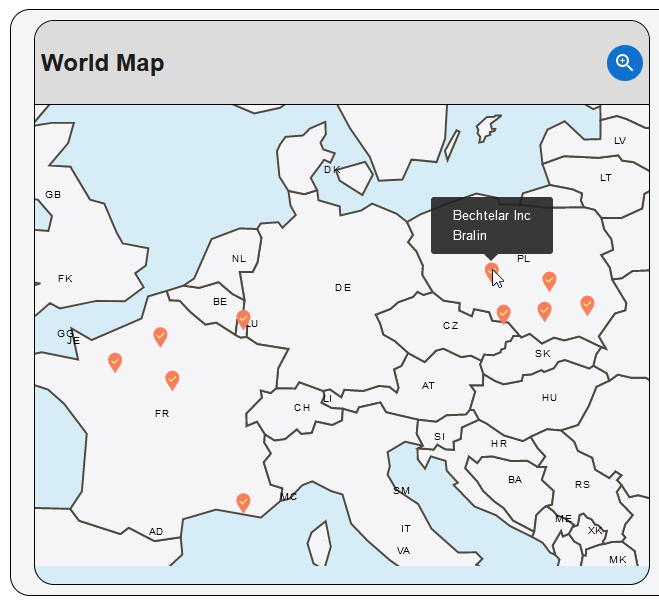 World Map
LV
LT
DK
GB
Bechtelar Inc
Bralin
PL
NL
FK
DE
BE
LU
CZ
GG
JE
SK
AT
HU
LI
CH
FR
SI
HR
BA
RS
SM
MC
ME
AD
IT
XK
VA
MK